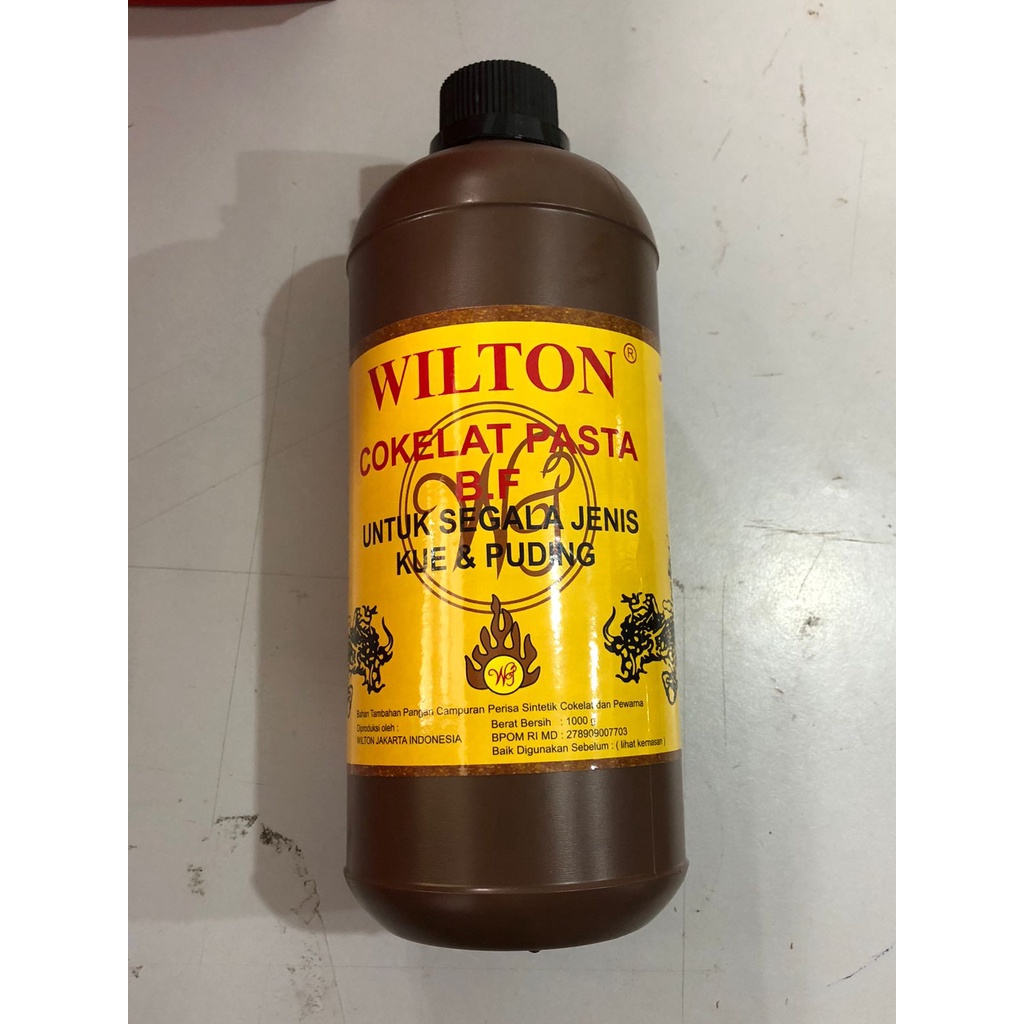 WILTON®
COKELAT PASTA
B.F
UNTUK SEGALA JENIS
KUE & PUDING
WS
Bahan Tambahan Pangan Campuran Perisa Sintetik Cokelat dan Pewarna
Diproduksi oleh :
WILTON JAKARTA INDONESIA
Berat Bersih : 1000 g
BPOM RI MD : 278909007703
Baik Digunakan Sebelum : ( lihat kemasan )